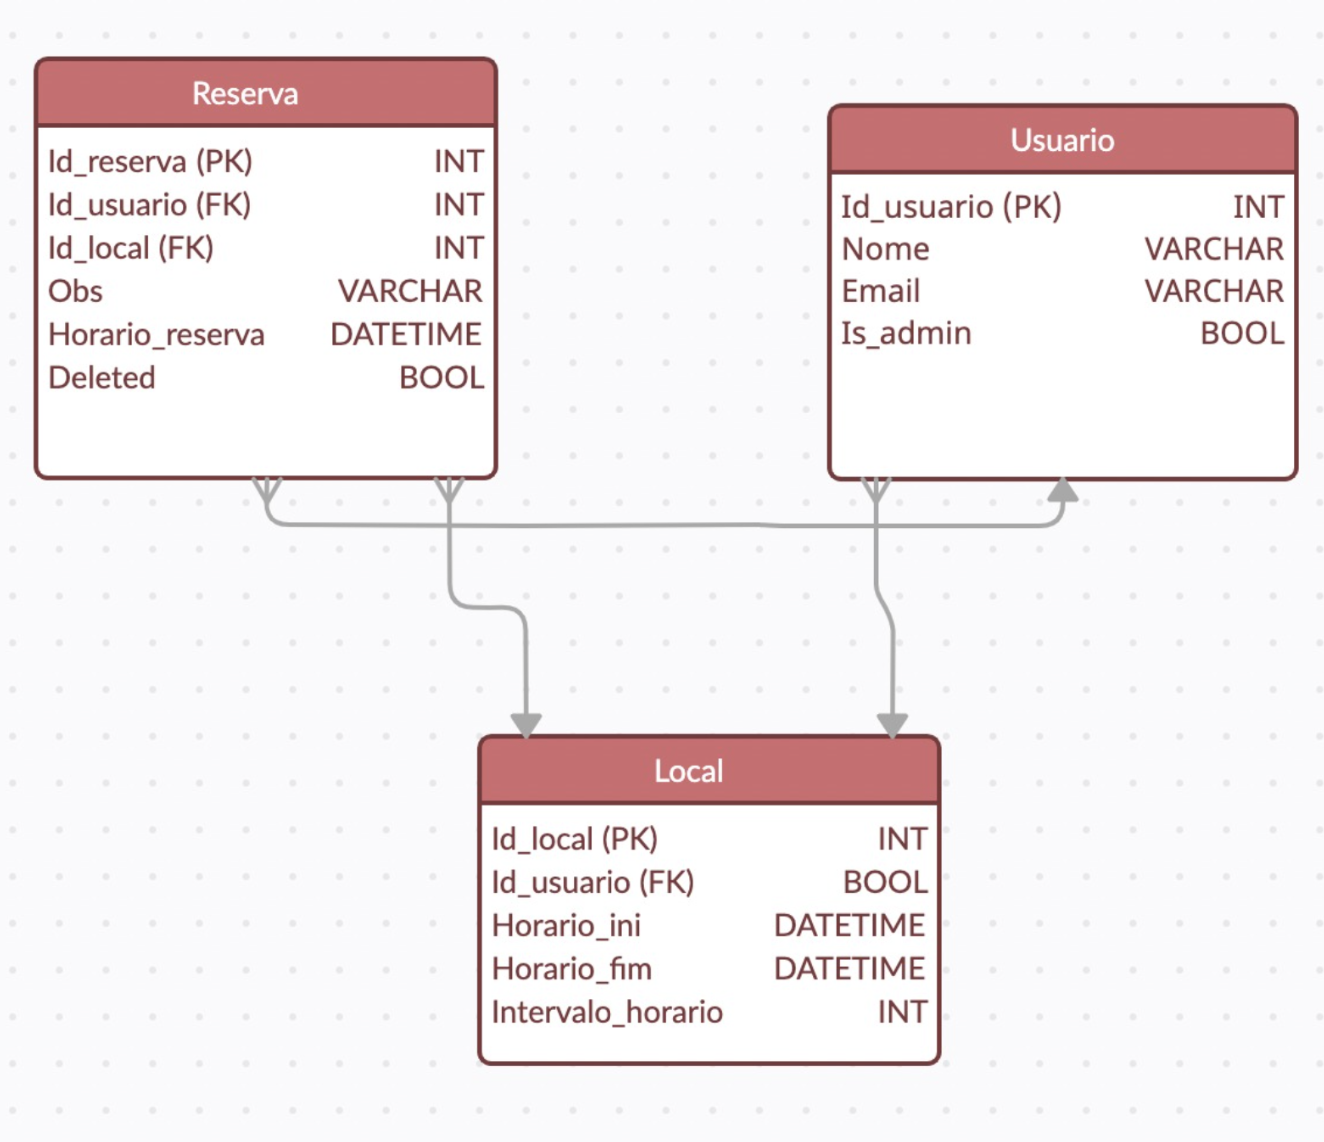 Reserva
Id_reserva (PK) INT
Id_usuario (FK) INT
Id_local (FK) INT
Obs VARCHAR
Horario_reserva DATETIME
Deleted BOOL
Usuario
Id_usuario (PK) INT
Nome VARCHAR
Email VARCHAR
Is_admin BOOL
Local
Id_local (PK) INT
Id_usuario (FK) BOOL
Horario_ini DATETIME
Horario_fim DATETIME
Intervalo_horario INT